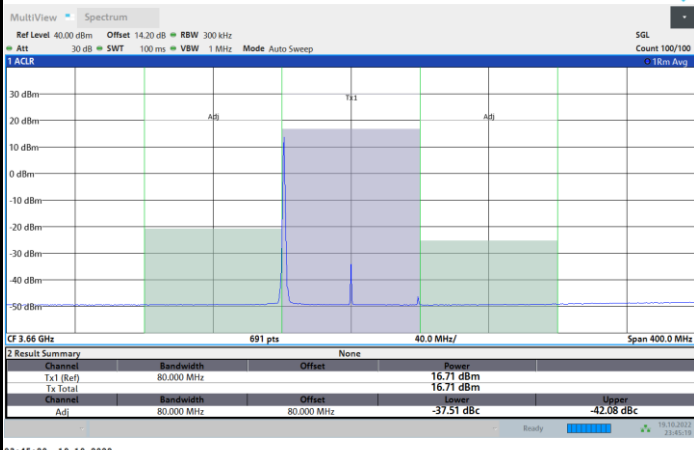 MultiView Spectrum
Ref Level 40.00 dBm Offset 14.20 dB RBW 300 kHz SGL
Att 30 dB SWT 100 ms VBW 1 MHz Mode Auto Sweep Count 100/100
1 ACLR 1Rm Avg
30 dBm
Tx1
20 dBm
Adj Adj
10 dBm
0 dBm
-10 dBm
-20 dBm
-30 dBm
-40 dBm
-50 dBm
CF 3.66 GHz 691 pts 40.0 MHz/ Span 400.0 MHz
2 Result Summary None
Channel Bandwidth Offset Power
Tx1 (Ref) 80.000 MHz 16.71 dBm
Tx Total 16.71 dBm
Channel Bandwidth Offset Lower Upper
Adj 80.000 MHz 80.000 MHz -37.51 dBc -42.08 dBc
Ready 19.10.2022
23:45:19